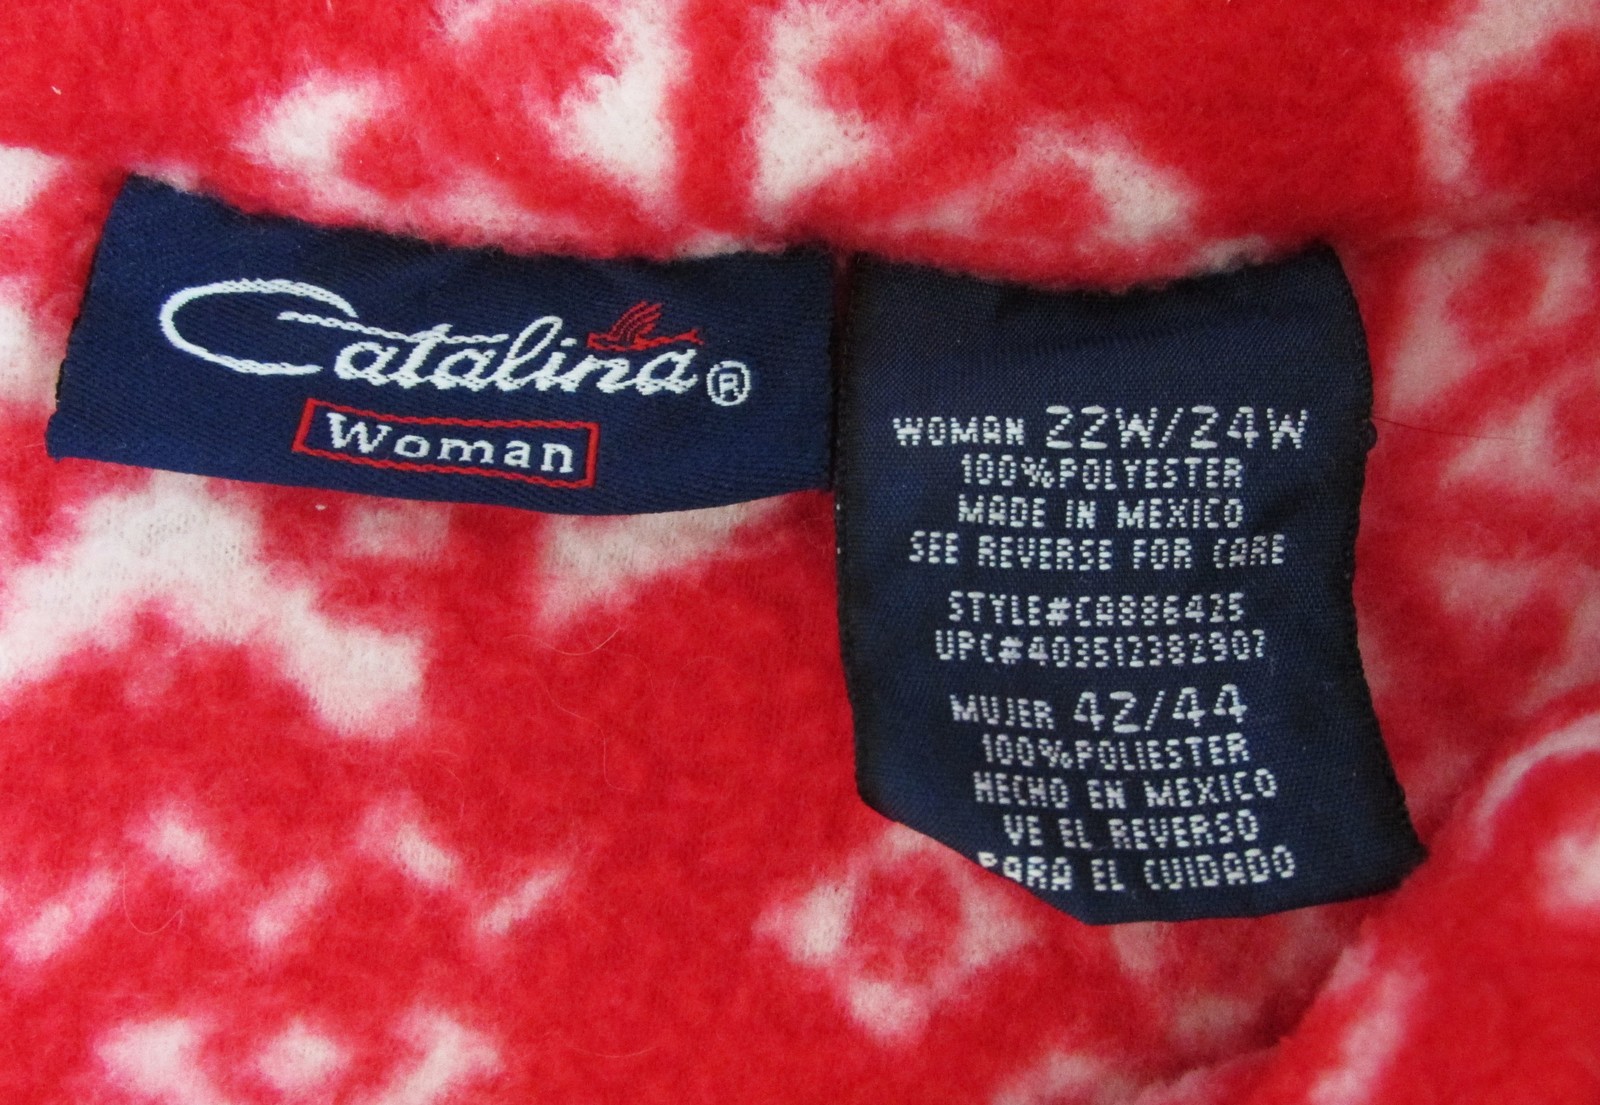 Catalina®
Woman
WOMAN 22W/24W
100%POLYESTER
MADE IN MEXICO
SEE REVERSE FOR CARE
STYLE#CA886425
UPC#403512382907
MUJER 42/44
100%POLIESTER
HECHO EN MEXICO
VE EL REVERSO
PARA EL CUIDADO